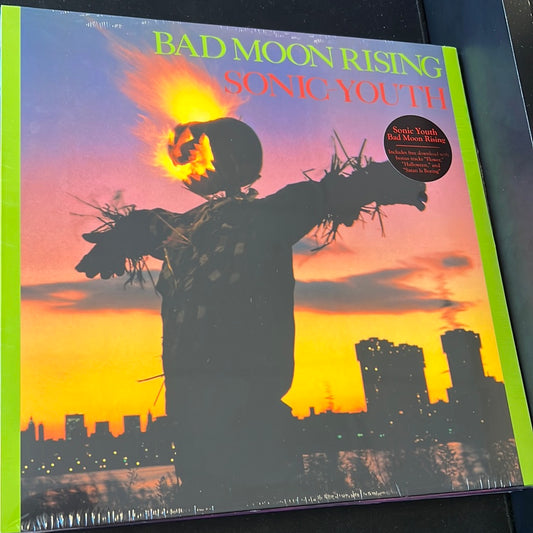 BAD MOON RISING
SONIC YOUTH
Sonic Youth
Bad Moon Rising
Includes free download with
bonus tracks "Flower,"
"Halloween," and
"Satan Is Boring"